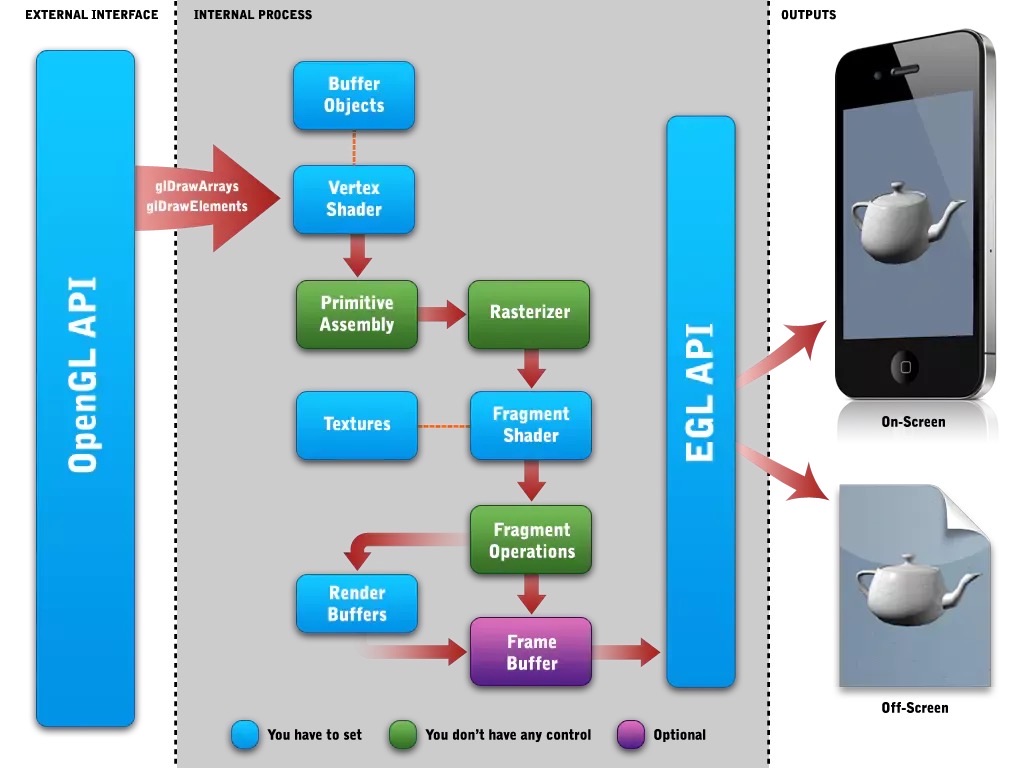 EXTERNAL INTERFACE
INTERNAL PROCESS
OUTPUTS
OpenGL API
glDrawArrays
glDrawElements
Buffer
Objects
Vertex
Shader
Primitive
Assembly
Rasterizer
Textures
Fragment
Shader
Fragment
Operations
Render
Buffers
Frame
Buffer
EGL API
On-Screen
Off-Screen
You have to set
You don't have any control
Optional